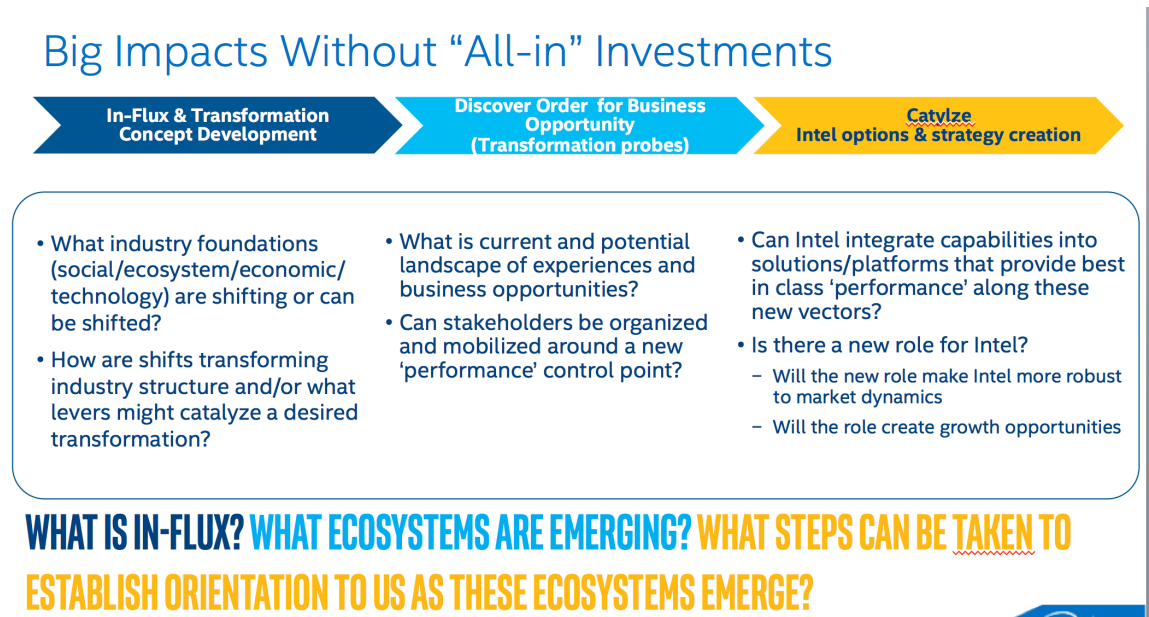 Big Impacts Without “All-in” Investments
In-Flux & Transformation
Concept Development
Discover Order for Business
Opportunity
(Transformation probes)
Catylze
Intel options & strategy creation
• What industry foundations
(social/ecosystem/economic/
technology) are shifting or can
be shifted?
• How are shifts transforming
industry structure and/or what
levers might catalyze a desired
transformation?
• What is current and potential
landscape of experiences and
business opportunities?
• Can stakeholders be organized
and mobilized around a new
‘performance’ control point?
• Can Intel integrate capabilities into
solutions/platforms that provide best
in class ‘performance’ along these
new vectors?
• Is there a new role for Intel?
– Will the new role make Intel more robust
to market dynamics
– Will the role create growth opportunities
WHAT IS IN-FLUX? WHAT ECOSYSTEMS ARE EMERGING? WHAT STEPS CAN BE TAKEN TO
ESTABLISH ORIENTATION TO US AS THESE ECOSYSTEMS EMERGE?